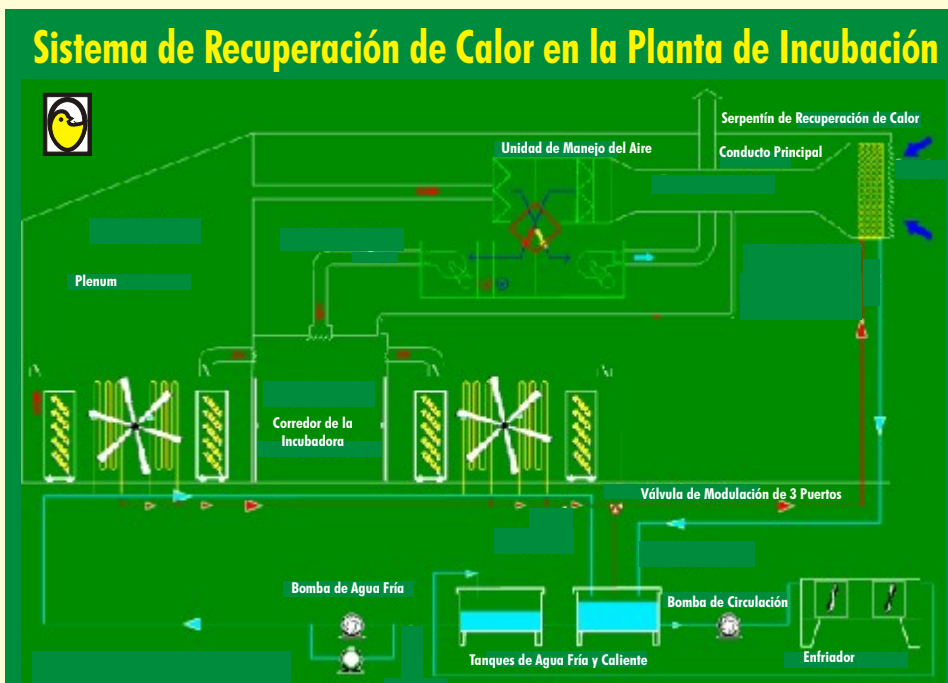 Sistema de Recuperación de Calor en la Planta de Incubación
Serpentín de Recuperación de Calor
Unidad de Manejo del Aire
Conducto Principal
Plenum
Corredor de la
Incubadora
Válvula de Modulación de 3 Puertos
Bomba de Agua Fría
Bomba de Circulación
Tanques de Agua Fría y Caliente
Enfriador